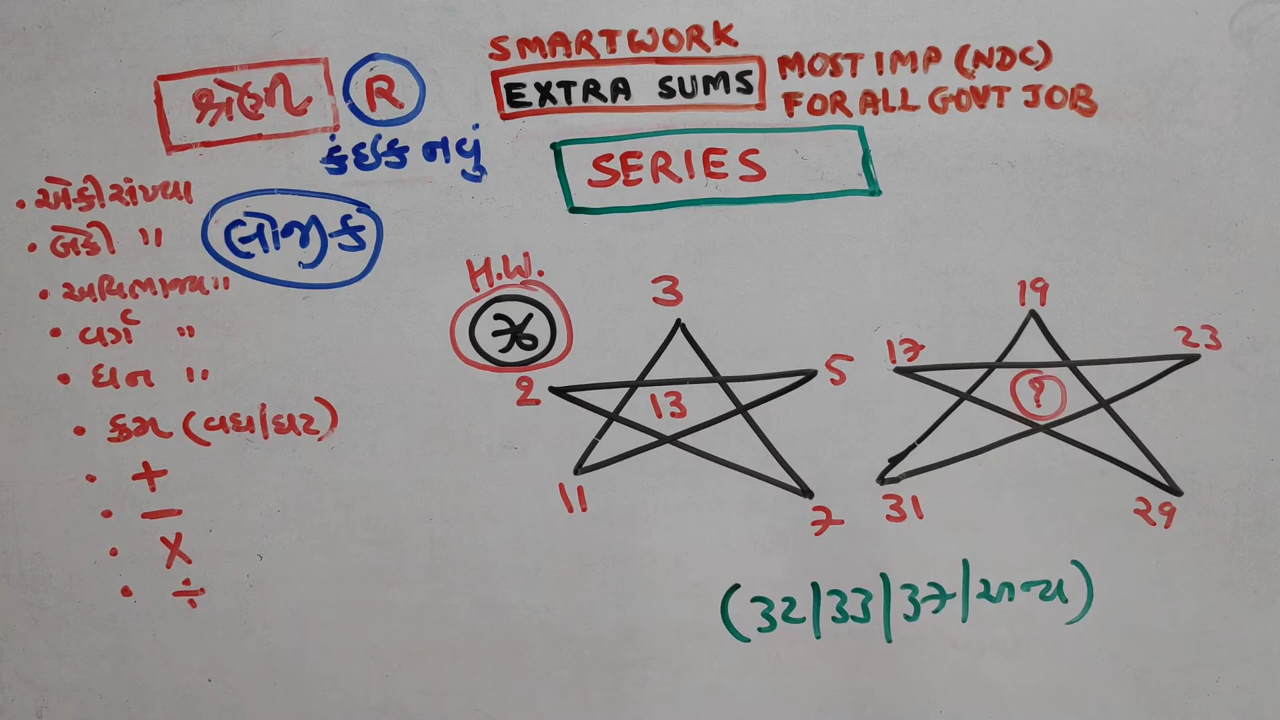 SMARTWORK
શ્રેણી R EXTRA SUMS MOST IMP (NDC)
FOR ALL GOVT JOB
કંઇક નવું
SERIES
• એકી સંખ્યા
• બેકી "
લોજીક
• અવિભાજ્ય "
• વર્ગ "
• ઘન "
• ક્રમ (વધ/ઘટ)
• +
• −
• X
• ÷
H.W.
3
2 5
13
11 7
19
17 23
?
31 29
(32|33|37|અન્ય)